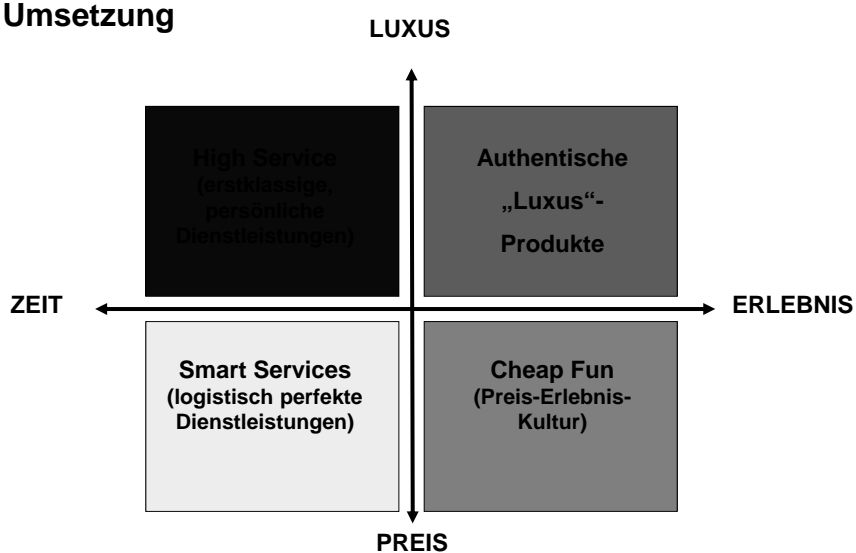 Umsetzung
LUXUS
High Service
(erstklassige,
persönliche
Dienstleistungen)
Authentische
„Luxus“-
Produkte
ZEIT
ERLEBNIS
Smart Services
(logistisch perfekte
Dienstleistungen)
Cheap Fun
(Preis-Erlebnis-
Kultur)
PREIS